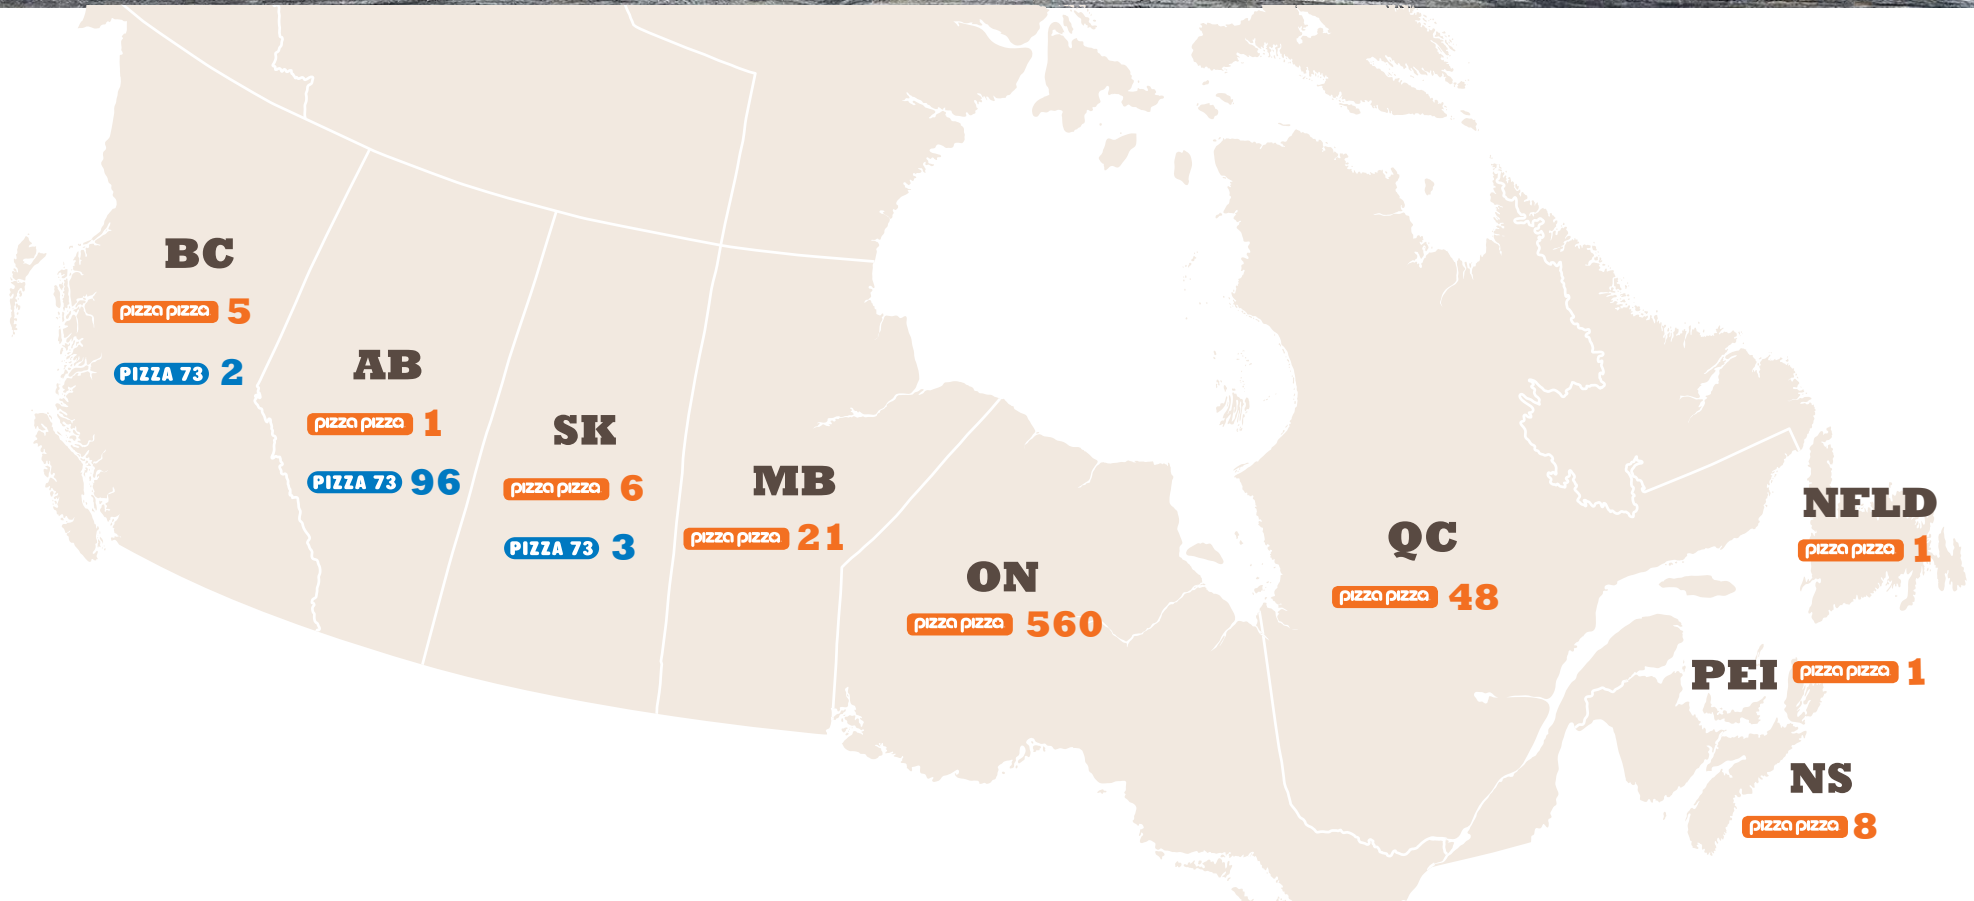 BC
pizza pizza 5
PIZZA 73 2
AB
pizza pizza 1
PIZZA 73 96
SK
pizza pizza 6
PIZZA 73 3
MB
pizza pizza 21
ON
pizza pizza 560
QC
pizza pizza 48
NFLD
pizza pizza 1
PEI pizza pizza 1
NS
pizza pizza 8